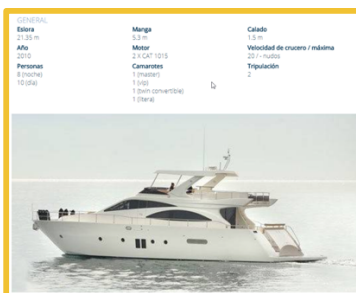 GENERAL
Eslora
21.35 m
Manga
5.3 m
Calado
1.5 m
Año
2010
Motor
2 X CAT 1015
Velocidad de crucero / máxima
20 / - nudos
Personas
8 (noche)
10 (día)
Camarotes
1 (master)
1 (vip)
1 (twin convertible)
1 (litera)
Tripulación
2